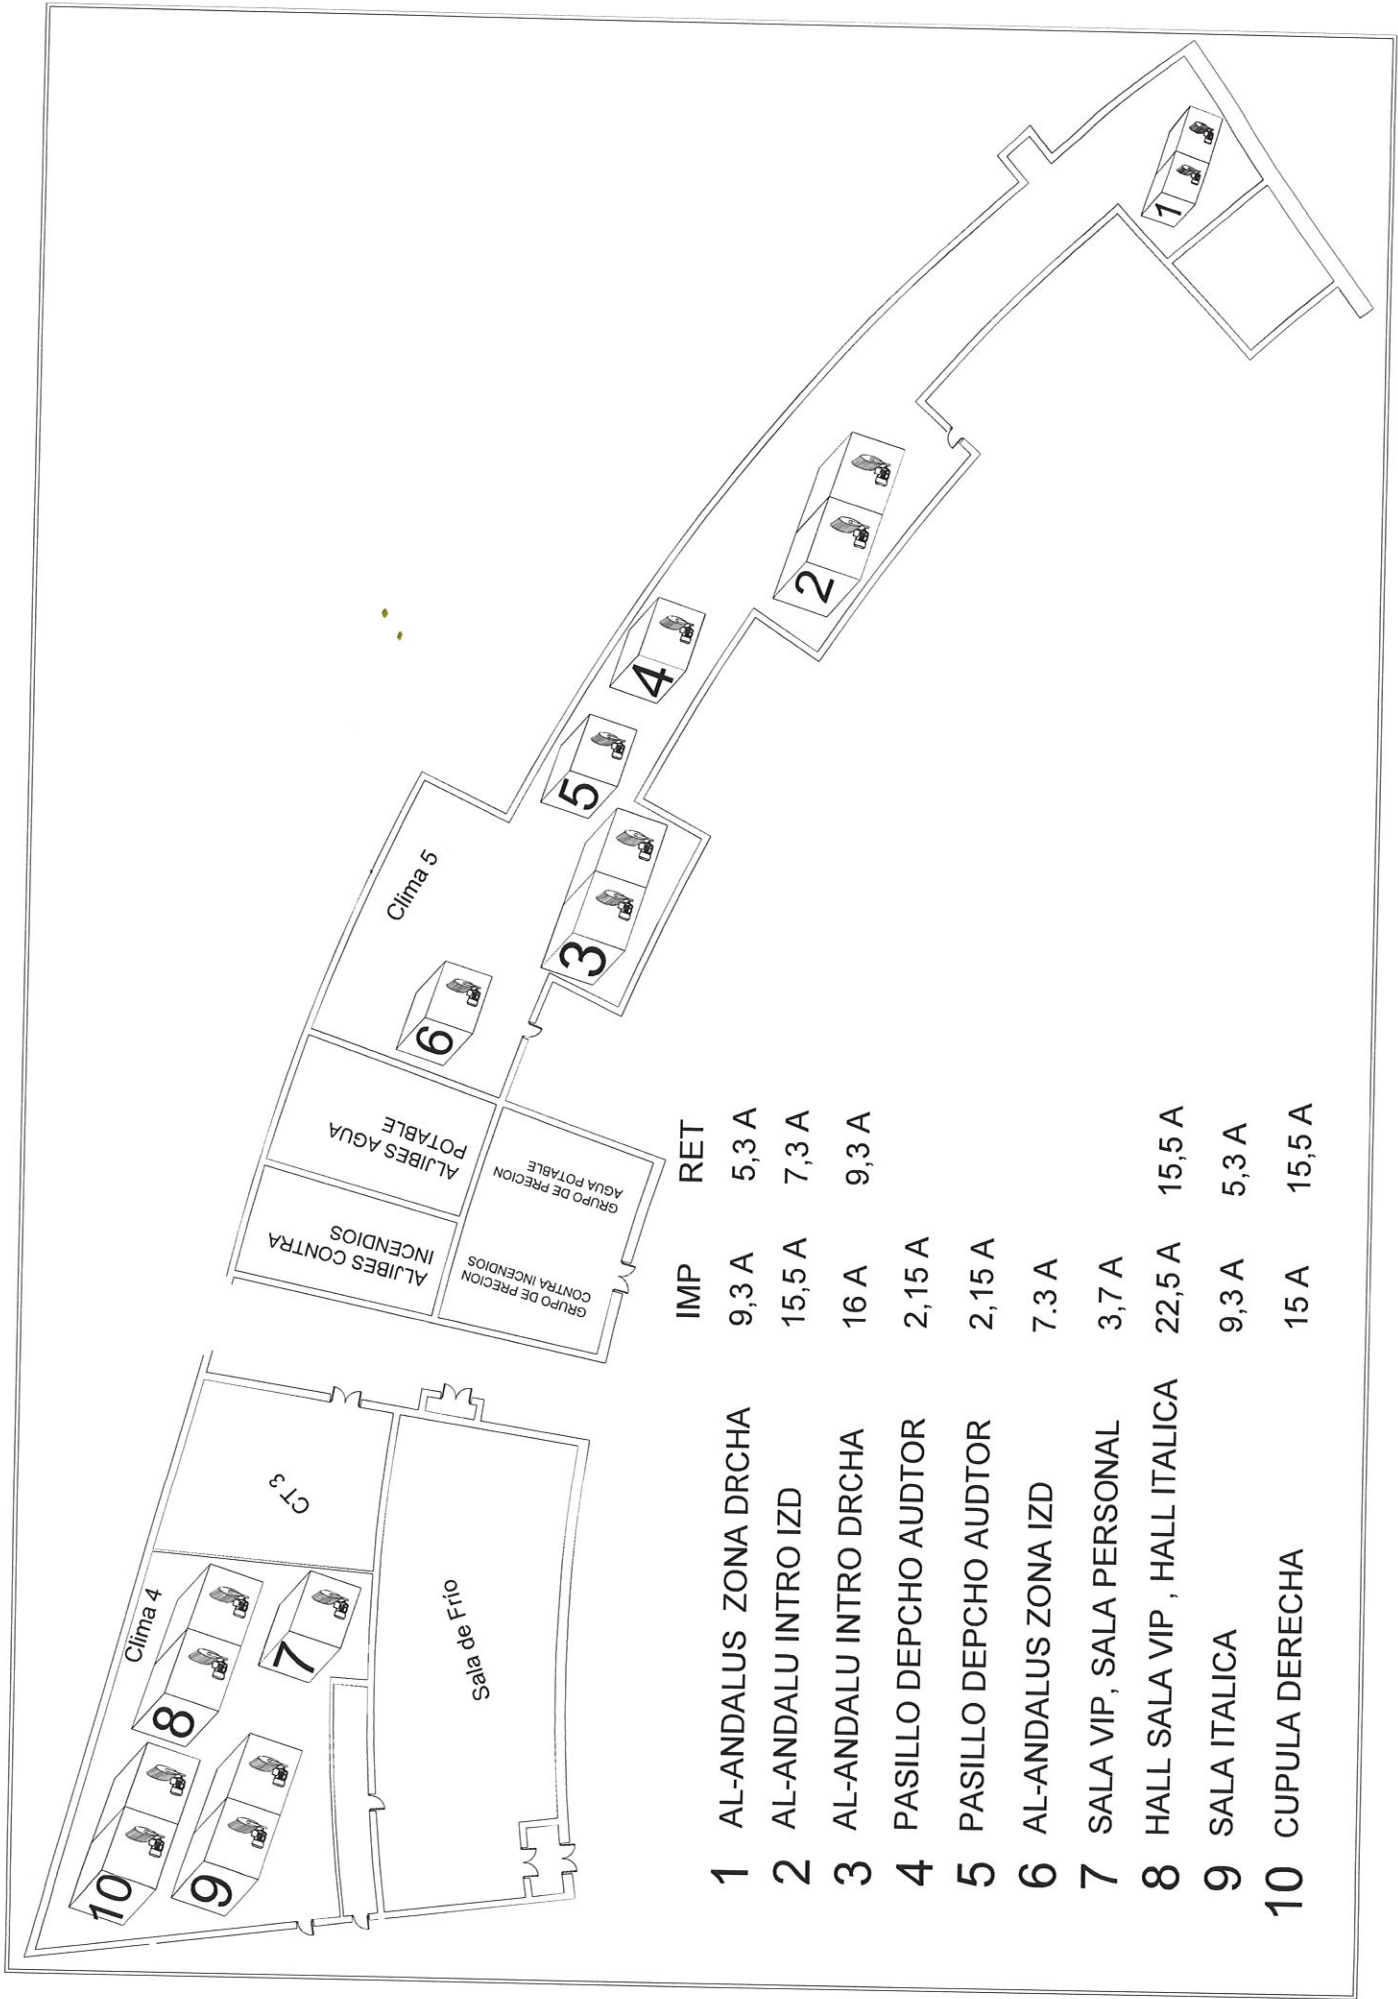 Clima 4
CT 3
10
8
9
7
Sala de Frío
ALJIBES CONTRA
INCENDIOS
ALJIBES AGUA
POTABLE
GRUPO DE PRECION
CONTRA INCENDIOS
GRUPO DE PRECION
AGUA POTABLE
Clima 5
6
5
4
3
2
1
IMP RET
1 AL-ANDALUS ZONA DRCHA 9,3 A 5,3 A
2 AL-ANDALU INTRO IZD 15,5 A 7,3 A
3 AL-ANDALU INTRO DRCHA 16 A 9,3 A
4 PASILLO DEPCHO AUDTOR 2,15 A
5 PASILLO DEPCHO AUDTOR 2,15 A
6 AL-ANDALUS ZONA IZD 7.3 A
7 SALA VIP, SALA PERSONAL 3,7 A
8 HALL SALA VIP , HALL ITALICA 22,5 A 15,5 A
9 SALA ITALICA 9,3 A 5,3 A
10 CUPULA DERECHA 15 A 15,5 A